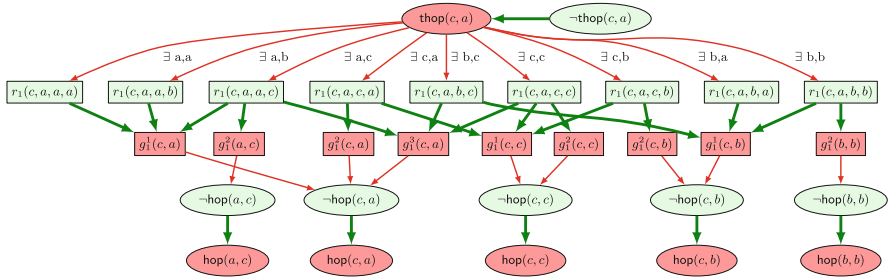 thop(c, a) ¬thop(c, a)
∃ a,a ∃ a,b ∃ a,c ∃ c,a ∃ b,c ∃ c,c ∃ c,b ∃ b,a ∃ b,b
r₁(c, a, a, a) r₁(c, a, a, b) r₁(c, a, a, c) r₁(c, a, c, a) r₁(c, a, b, c) r₁(c, a, c, c) r₁(c, a, c, b) r₁(c, a, b, a) r₁(c, a, b, b)
g₁¹(c, a) g₁²(a, c) g₁²(c, a) g₁³(c, a) g₁¹(c, c) g₁²(c, c) g₁²(c, b) g₁¹(c, b) g₁²(b, b)
¬hop(a, c) ¬hop(c, a) ¬hop(c, c) ¬hop(c, b) ¬hop(b, b)
hop(a, c) hop(c, a) hop(c, c) hop(c, b) hop(b, b)